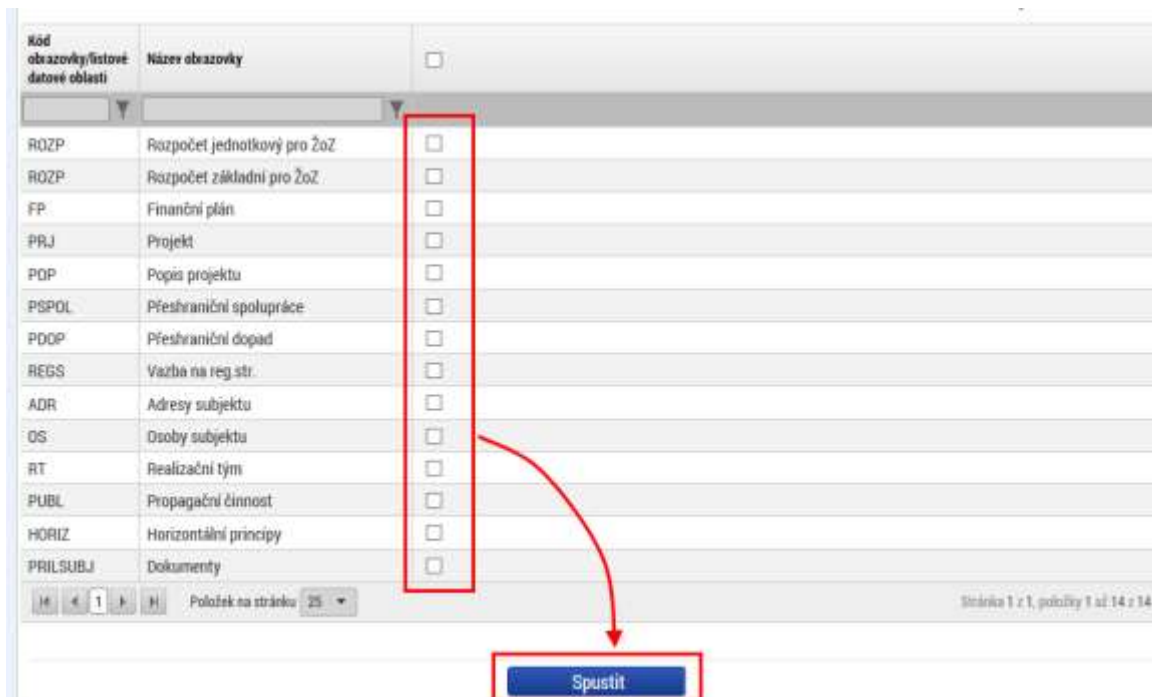 Kód
obrazovky/listové
datové oblasti
Název obrazovky
ROZP Rozpočet jednotkový pro ŽoZ
ROZP Rozpočet základní pro ŽoZ
FP Finanční plán
PRJ Projekt
POP Popis projektu
PSPOL Přeshraniční spolupráce
PDOP Přeshraniční dopad
REGS Vazba na reg.str.
ADR Adresy subjektu
OS Osoby subjektu
RT Realizační tým
PUBL Propagační činnost
HORIZ Horizontální principy
PRILSUBJ Dokumenty
1 Položek na stránku 25 Stránka 1 z 1, položky 1 až 14 z 14
Spustit